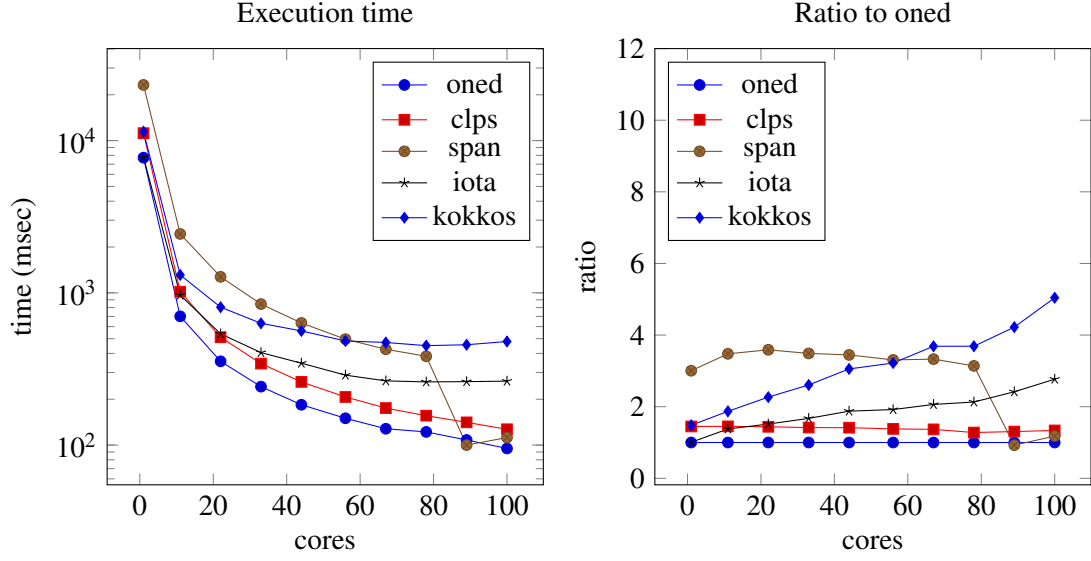 Execution time
10^4
10^3
10^2
time (msec)
0 20 40 60 80 100
cores
oned
clps
span
iota
kokkos
Ratio to oned
12
10
8
6
4
2
0
ratio
0 20 40 60 80 100
cores
oned
clps
span
iota
kokkos